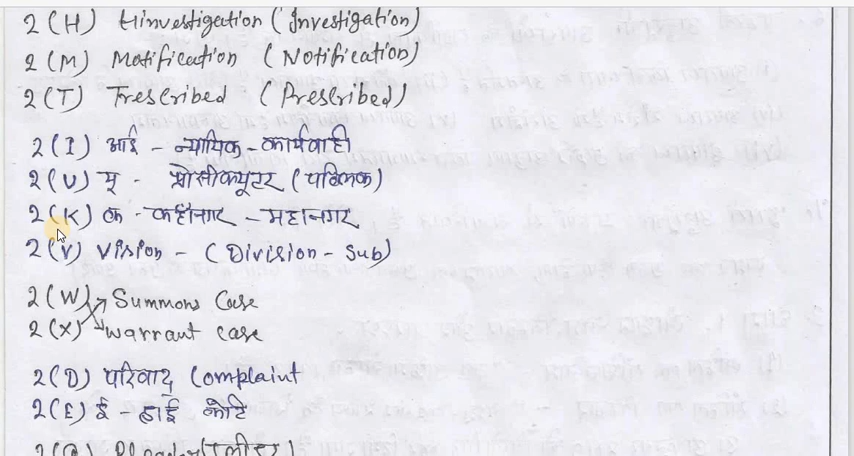 2 (H) Hinvestigation (Investigation)
2 (M) Motification (Notification)
2 (T) Trescribed (Prescribed)
2 (I) आई - न्यायिक - कार्यवाही
2 (U) यू - प्रोसीक्यूटर (पब्लिक)
2 (K) क - कहानगर - महानगर
2 (V) Vision - (Division - Sub)
2 (W) Summons Case
2 (X) Warrant case
2 (D) परिवाद Complaint
2 (E) ई - हाई कोर्ट